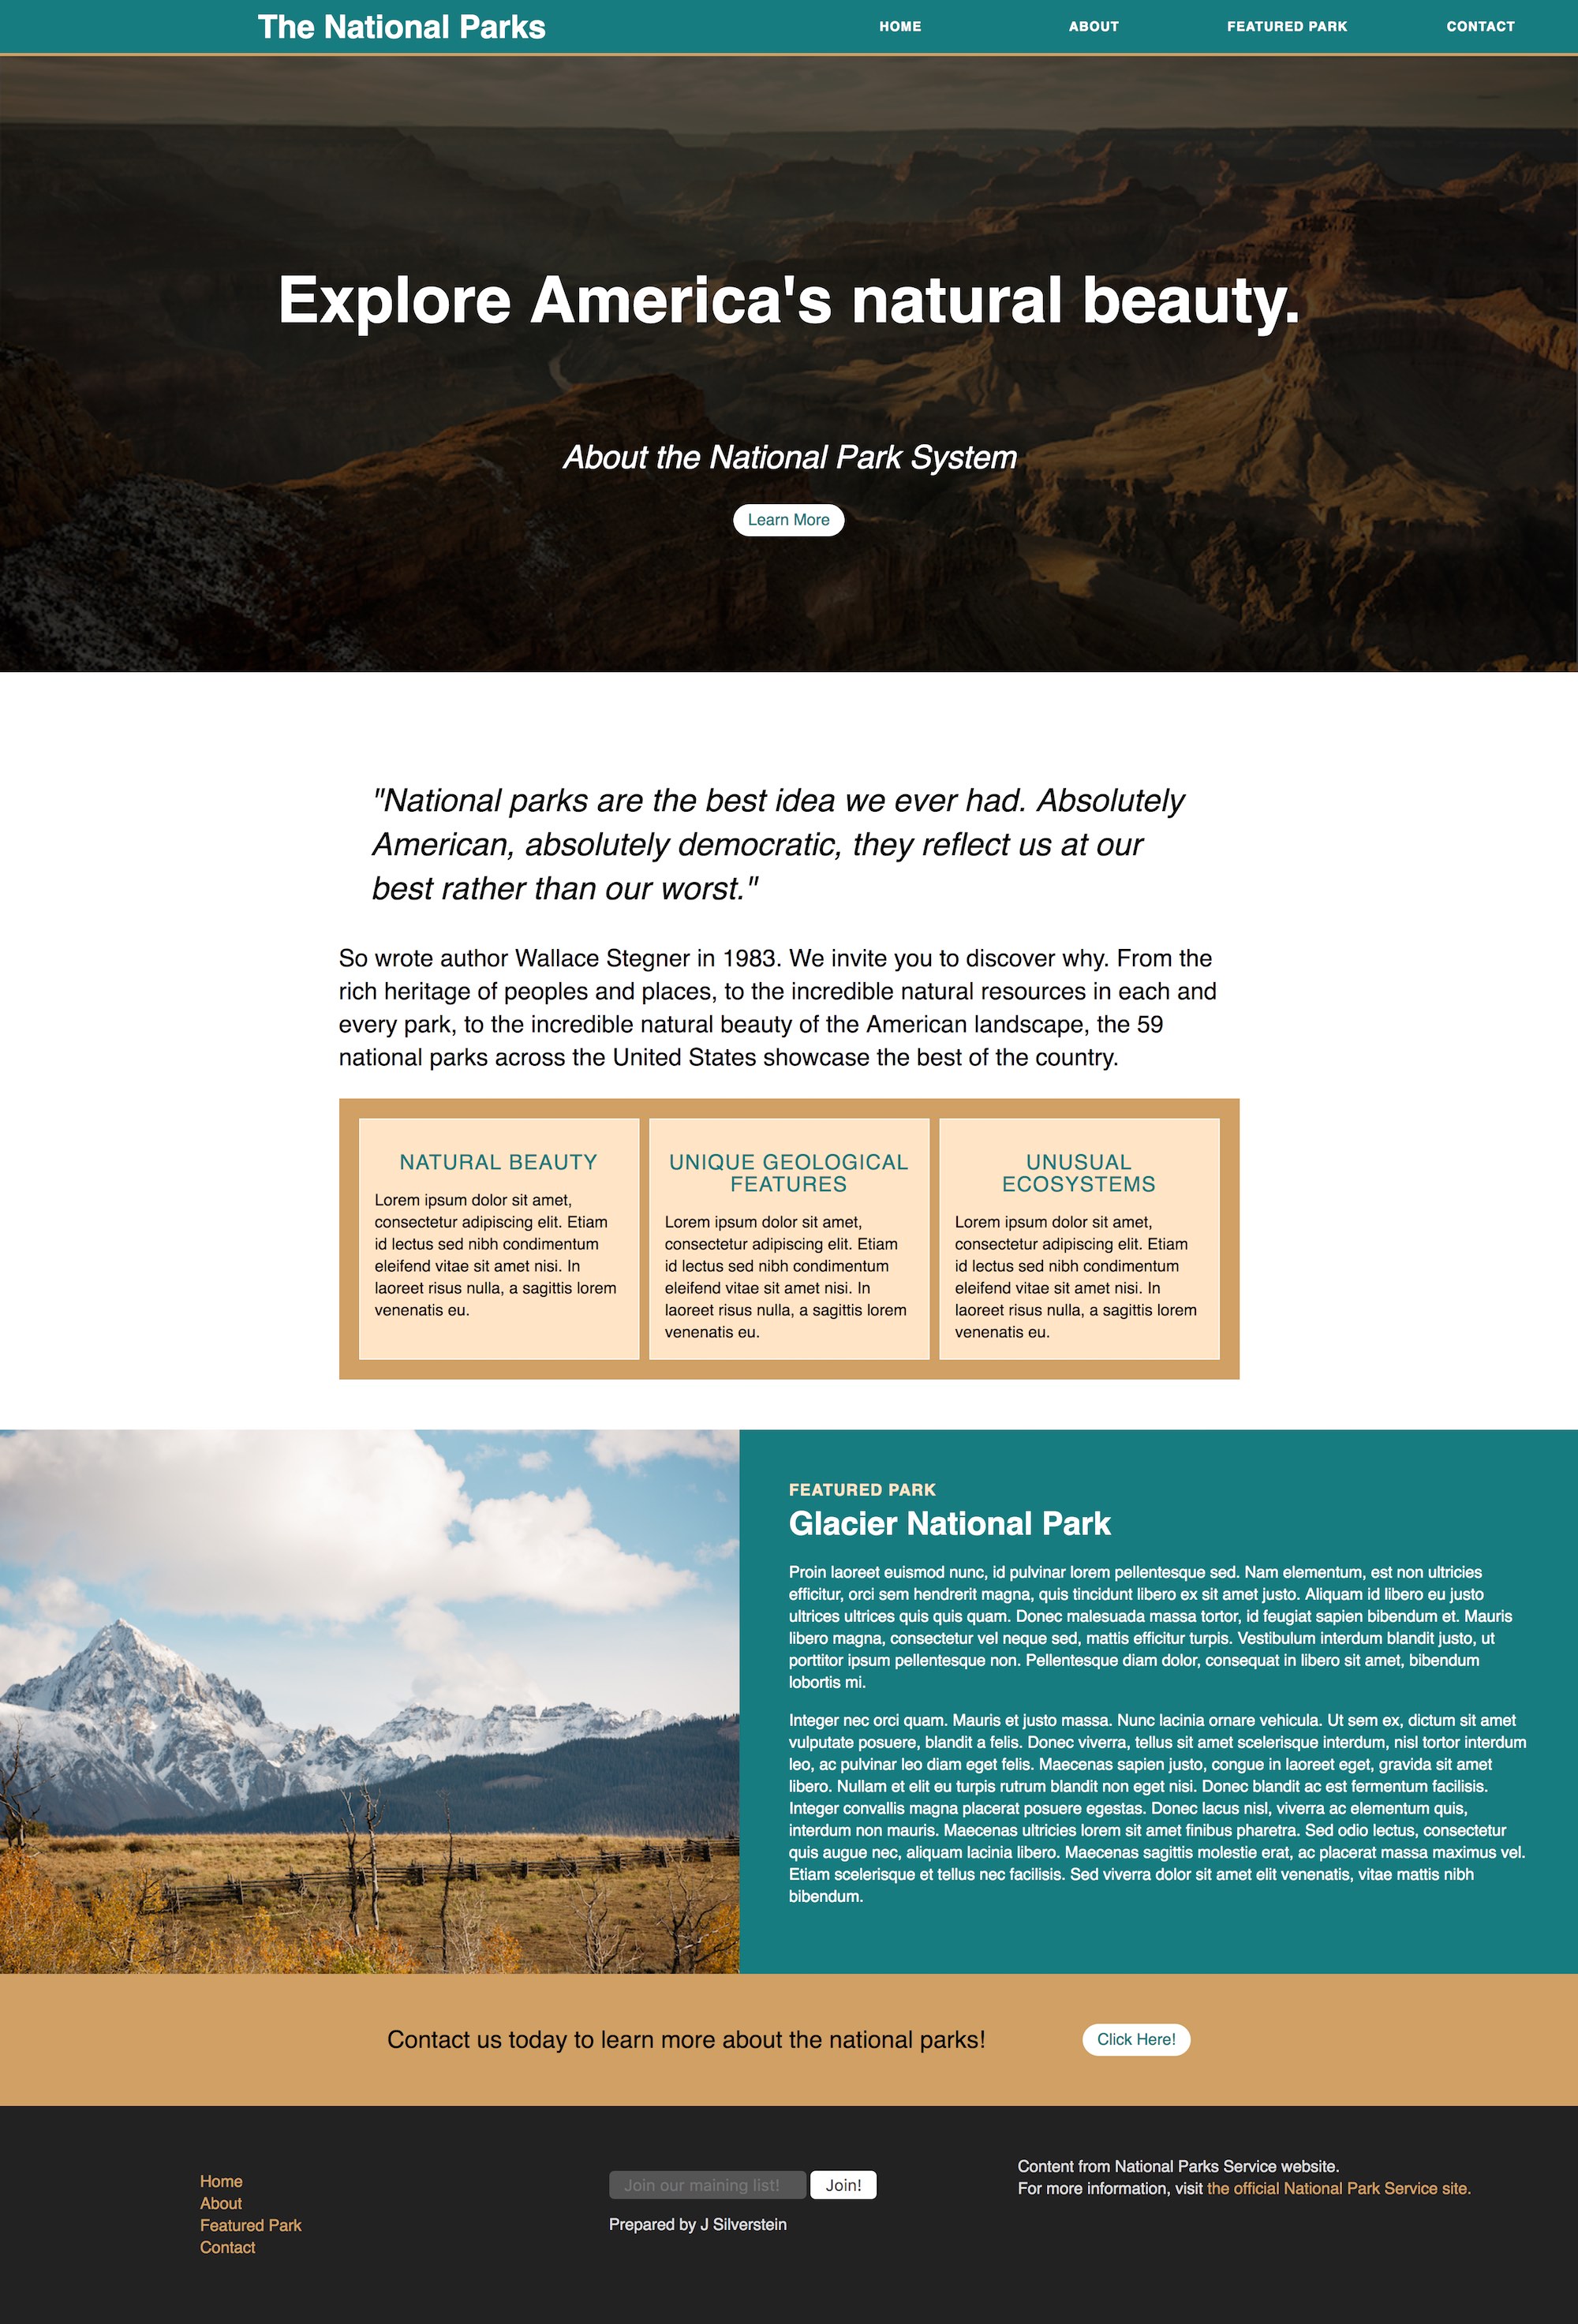 The National Parks
HOME ABOUT FEATURED PARK CONTACT
Explore America's natural beauty.
About the National Park System
Learn More
"National parks are the best idea we ever had. Absolutely
American, absolutely democratic, they reflect us at our
best rather than our worst."
So wrote author Wallace Stegner in 1983. We invite you to discover why. From the
rich heritage of peoples and places, to the incredible natural resources in each and
every park, to the incredible natural beauty of the American landscape, the 59
national parks across the United States showcase the best of the country.
NATURAL BEAUTY
Lorem ipsum dolor sit amet,
consectetur adipiscing elit. Etiam
id lectus sed nibh condimentum
eleifend vitae sit amet nisi. In
laoreet risus nulla, a sagittis lorem
venenatis eu.
UNIQUE GEOLOGICAL
FEATURES
Lorem ipsum dolor sit amet,
consectetur adipiscing elit. Etiam
id lectus sed nibh condimentum
eleifend vitae sit amet nisi. In
laoreet risus nulla, a sagittis lorem
venenatis eu.
UNUSUAL
ECOSYSTEMS
Lorem ipsum dolor sit amet,
consectetur adipiscing elit. Etiam
id lectus sed nibh condimentum
eleifend vitae sit amet nisi. In
laoreet risus nulla, a sagittis lorem
venenatis eu.
FEATURED PARK
Glacier National Park
Proin laoreet euismod nunc, id pulvinar lorem pellentesque sed. Nam elementum, est non ultricies
efficitur, orci sem hendrerit magna, quis tincidunt libero ex sit amet justo. Aliquam id libero eu justo
ultrices ultrices quis quis quam. Donec malesuada massa tortor, id feugiat sapien bibendum et. Mauris
libero magna, consectetur vel neque sed, mattis efficitur turpis. Vestibulum interdum blandit justo, ut
porttitor ipsum pellentesque non. Pellentesque diam dolor, consequat in libero sit amet, bibendum
lobortis mi.
Integer nec orci quam. Mauris et justo massa. Nunc lacinia ornare vehicula. Ut sem ex, dictum sit amet
vulputate posuere, blandit a felis. Donec viverra, tellus sit amet scelerisque interdum, nisl tortor interdum
leo, ac pulvinar leo diam eget felis. Maecenas sapien justo, congue in laoreet eget, gravida sit amet
libero. Nullam et elit eu turpis rutrum blandit non eget nisi. Donec blandit ac est fermentum facilisis.
Integer convallis magna placerat posuere egestas. Donec lacus nisl, viverra ac elementum quis,
interdum non mauris. Maecenas ultricies lorem sit amet finibus pharetra. Sed odio lectus, consectetur
quis augue nec, aliquam lacinia libero. Maecenas sagittis molestie erat, ac placerat massa maximus vel.
Etiam scelerisque et tellus nec facilisis. Sed viverra dolor sit amet elit venenatis, vitae mattis nibh
bibendum.
Contact us today to learn more about the national parks!
Click Here!
Home
About
Featured Park
Contact
Join our maining list! Join!
Prepared by J Silverstein
Content from National Parks Service website.
For more information, visit the official National Park Service site.